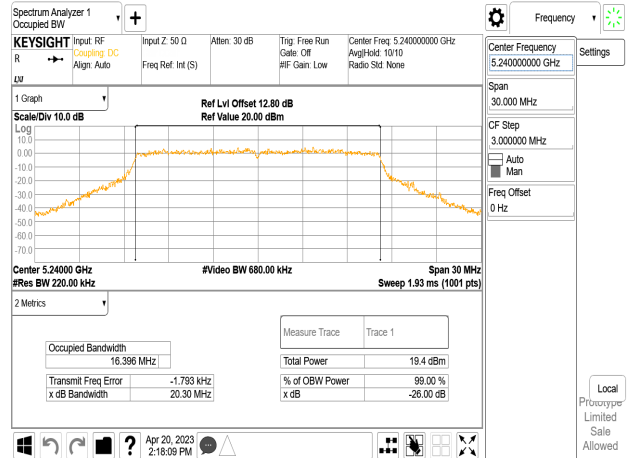 Spectrum Analyzer 1
Occupied BW
KEYSIGHT
R
Input: RF
Coupling: DC
Align: Auto
Input Z: 50 Ω
Freq Ref: Int (S)
Atten: 30 dB
Trig: Free Run
Gate: Off
#IF Gain: Low
Center Freq: 5.240000000 GHz
Avg|Hold: 10/10
Radio Std: None
Frequency
Center Frequency
5.240000000 GHz
Settings
Span
30.000 MHz
CF Step
3.000000 MHz
Auto
Man
Freq Offset
0 Hz
1 Graph
Scale/Div 10.0 dB
Ref Lvl Offset 12.80 dB
Ref Value 20.00 dBm
Log
10.0
0.00
-10.0
-20.0
-30.0
-40.0
-50.0
-60.0
-70.0
Center 5.24000 GHz
#Res BW 220.00 kHz
#Video BW 680.00 kHz
Span 30 MHz
Sweep 1.93 ms (1001 pts)
2 Metrics
Measure Trace
Trace 1
Occupied Bandwidth
16.396 MHz
Total Power
19.4 dBm
Transmit Freq Error
-1.793 kHz
% of OBW Power
99.00 %
x dB Bandwidth
20.30 MHz
x dB
-26.00 dB
Local
Prototype
Limited
Sale
Allowed
?
Apr 20, 2023
2:18:09 PM